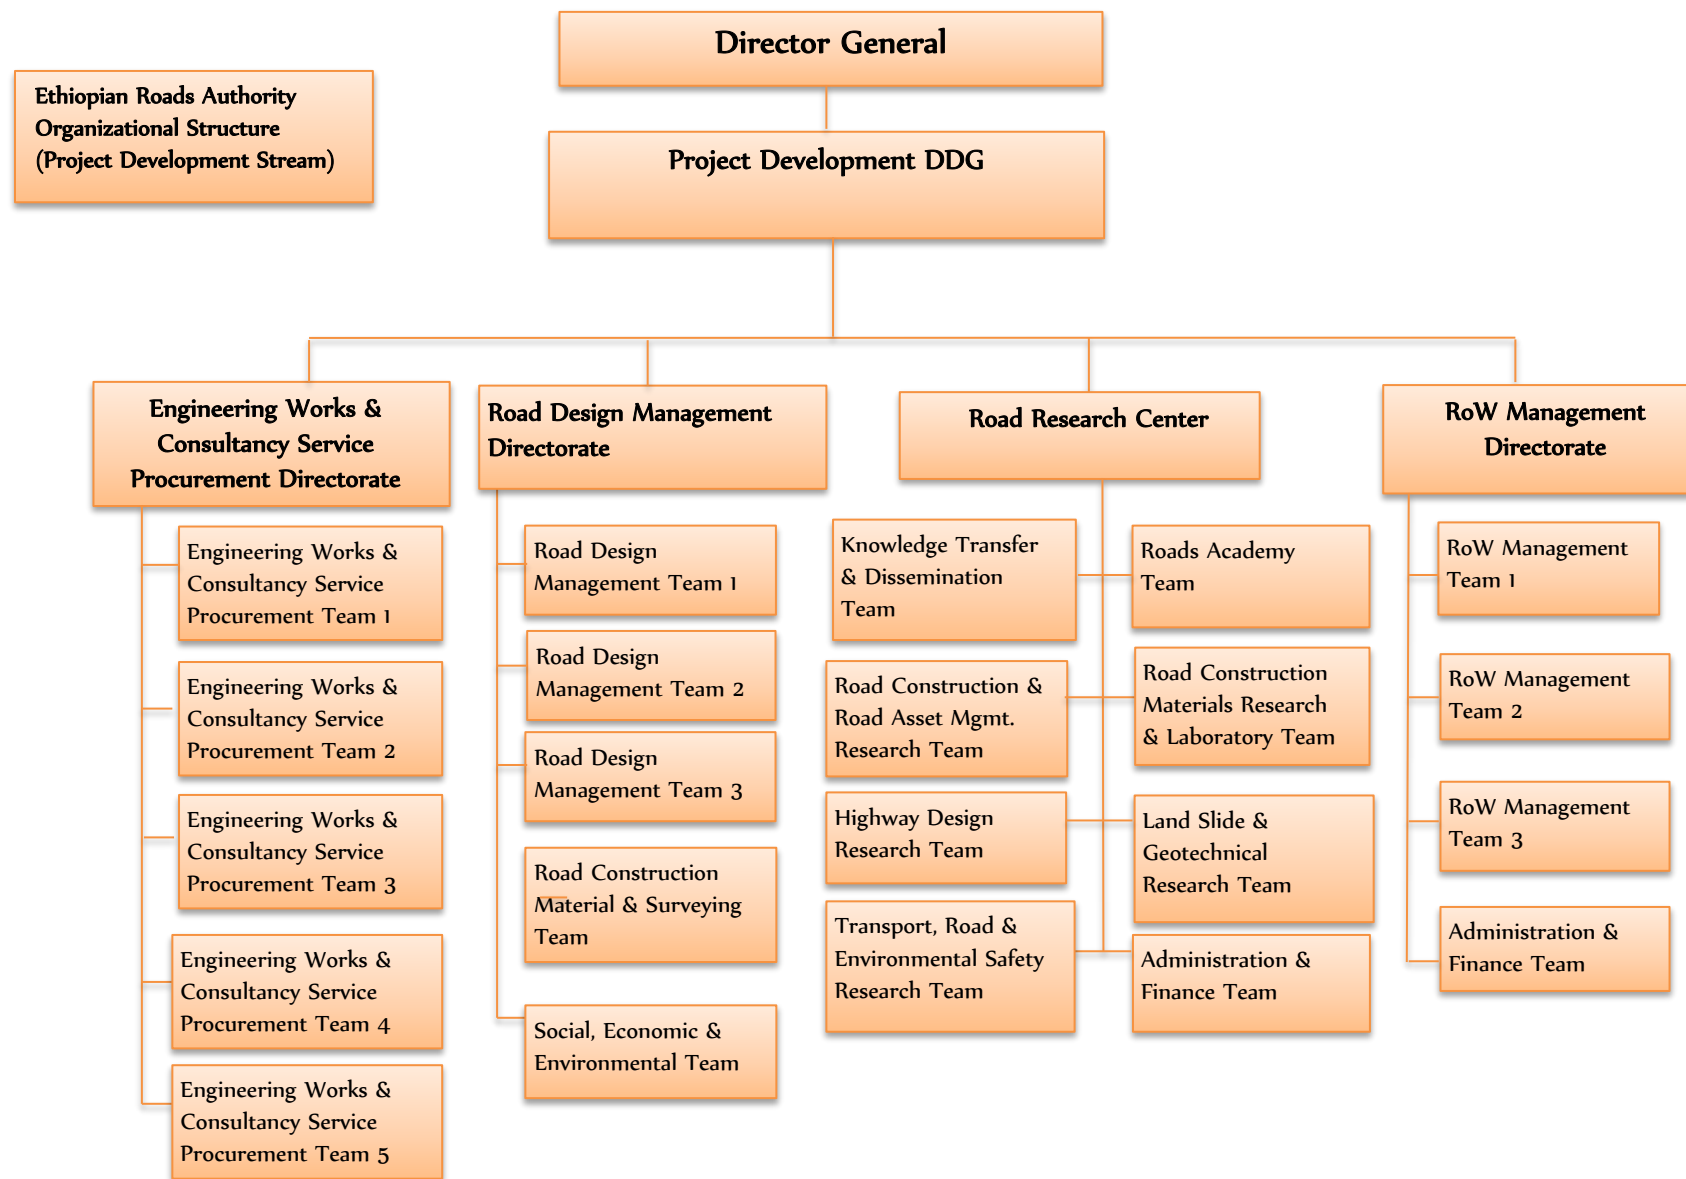 Director General
Ethiopian Roads Authority
Organizational Structure
(Project Development Stream)
Project Development DDG
Engineering Works &
Consultancy Service
Procurement Directorate
Engineering Works &
Consultancy Service
Procurement Team 1
Engineering Works &
Consultancy Service
Procurement Team 2
Engineering Works &
Consultancy Service
Procurement Team 3
Engineering Works &
Consultancy Service
Procurement Team 4
Engineering Works &
Consultancy Service
Procurement Team 5
Road Design Management
Directorate
Road Design
Management Team 1
Road Design
Management Team 2
Road Design
Management Team 3
Road Construction
Material & Surveying
Team
Social, Economic &
Environmental Team
Road Research Center
Knowledge Transfer
& Dissemination
Team
Roads Academy
Team
Road Construction &
Road Asset Mgmt.
Research Team
Road Construction
Materials Research
& Laboratory Team
Highway Design
Research Team
Land Slide &
Geotechnical
Research Team
Transport, Road &
Environmental Safety
Research Team
Administration &
Finance Team
RoW Management
Directorate
RoW Management
Team 1
RoW Management
Team 2
RoW Management
Team 3
Administration &
Finance Team